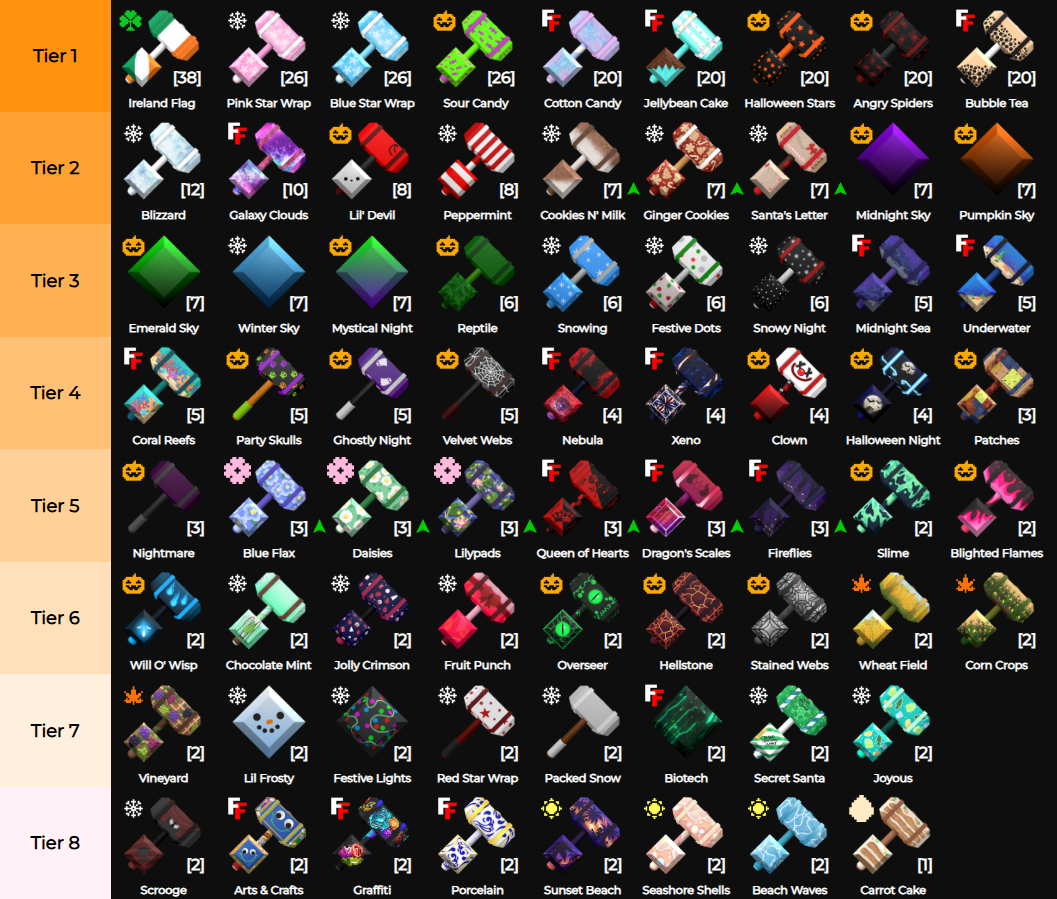 Tier 1
[38] [26] [26] [26] [20] [20] [20] [20] [20]
Ireland Flag Pink Star Wrap Blue Star Wrap Sour Candy Cotton Candy Jellybean Cake Halloween Stars Angry Spiders Bubble Tea
Tier 2
[12] [10] [8] [8] [7] [7] [7] [7] [7]
Blizzard Galaxy Clouds Lil' Devil Peppermint Cookies N' Milk Ginger Cookies Santa's Letter Midnight Sky Pumpkin Sky
Tier 3
[7] [7] [7] [6] [6] [6] [6] [5] [5]
Emerald Sky Winter Sky Mystical Night Reptile Snowing Festive Dots Snowy Night Midnight Sea Underwater
Tier 4
[5] [5] [5] [5] [4] [4] [4] [4] [3]
Coral Reefs Party Skulls Ghostly Night Velvet Webs Nebula Xeno Clown Halloween Night Patches
Tier 5
[3] [3] [3] [3] [3] [3] [3] [2] [2]
Nightmare Blue Flax Daisies Lilypads Queen of Hearts Dragon's Scales Fireflies Slime Blighted Flames
Tier 6
[2] [2] [2] [2] [2] [2] [2] [2] [2]
Will O' Wisp Chocolate Mint Jolly Crimson Fruit Punch Overseer Hellstone Stained Webs Wheat Field Corn Crops
Tier 7
[2] [2] [2] [2] [2] [2] [2] [2]
Vineyard Lil Frosty Festive Lights Red Star Wrap Packed Snow Biotech Secret Santa Joyous
Tier 8
[2] [2] [2] [2] [2] [2] [2] [1]
Scrooge Arts & Crafts Graffiti Porcelain Sunset Beach Seashore Shells Beach Waves Carrot Cake